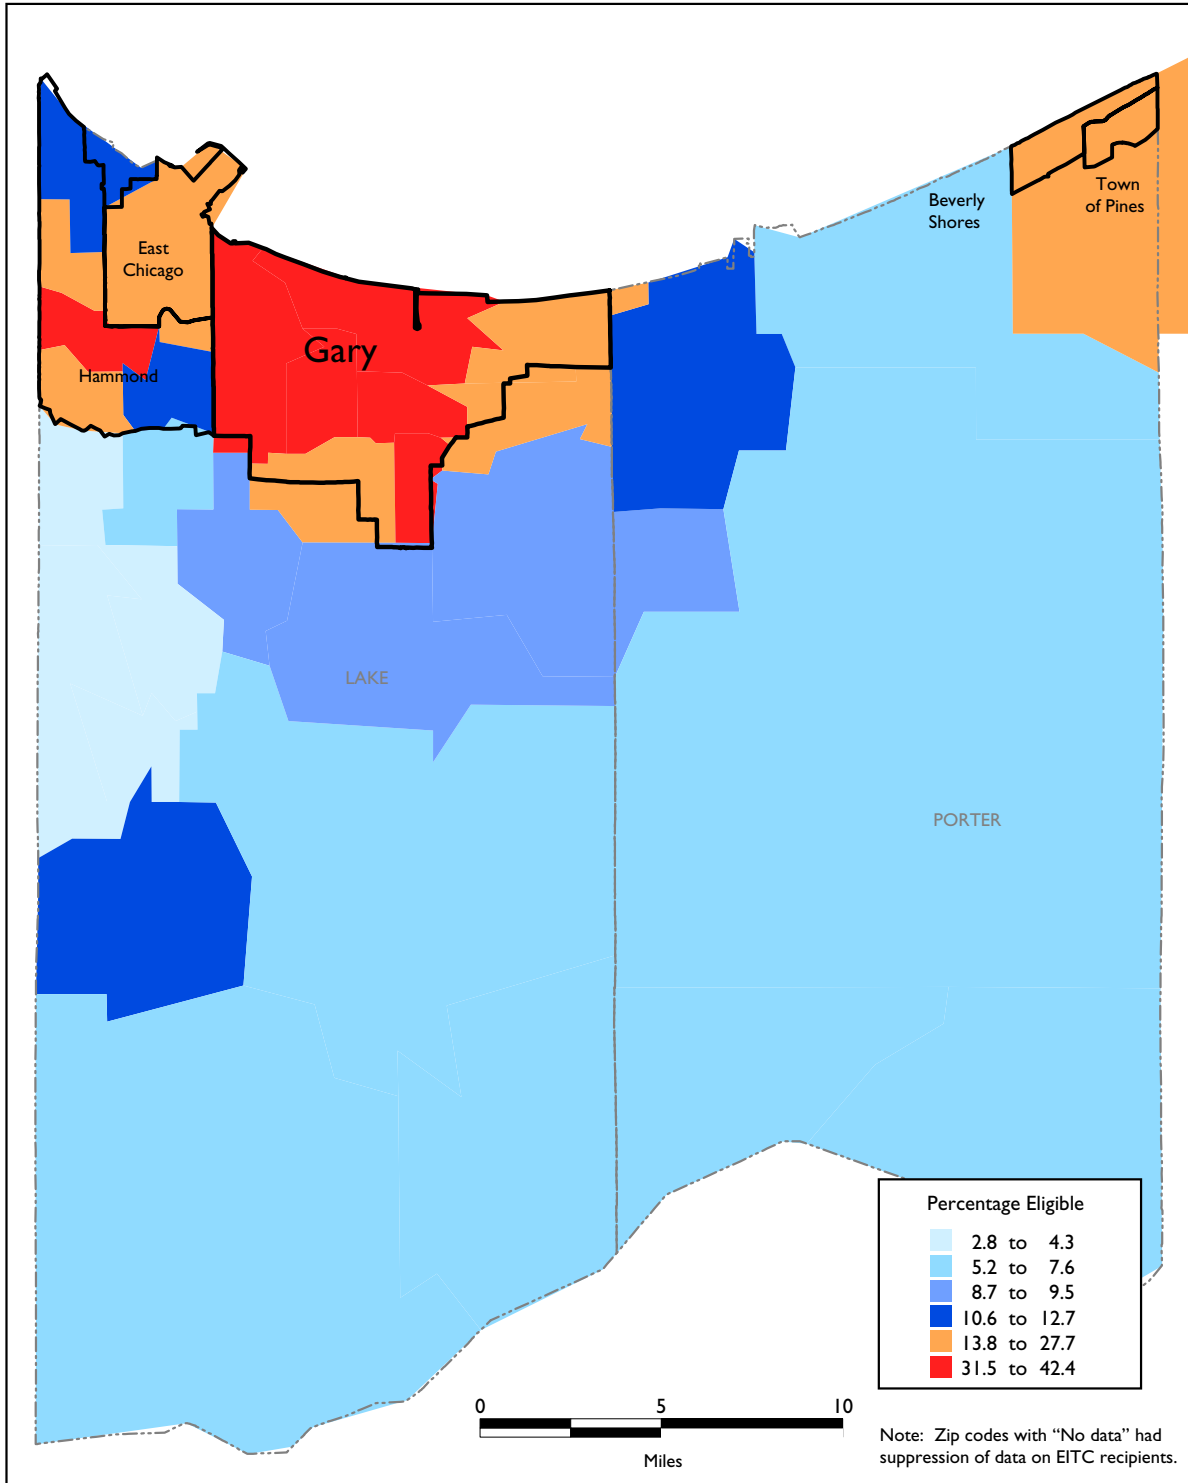 Beverly
Shores
Town
of Pines
East
Chicago
Gary
Hammond
LAKE
PORTER
Percentage Eligible
2.8 to 4.3
5.2 to 7.6
8.7 to 9.5
10.6 to 12.7
13.8 to 27.7
31.5 to 42.4
0 5 10
Miles
Note: Zip codes with “No data” had
suppression of data on EITC recipients.